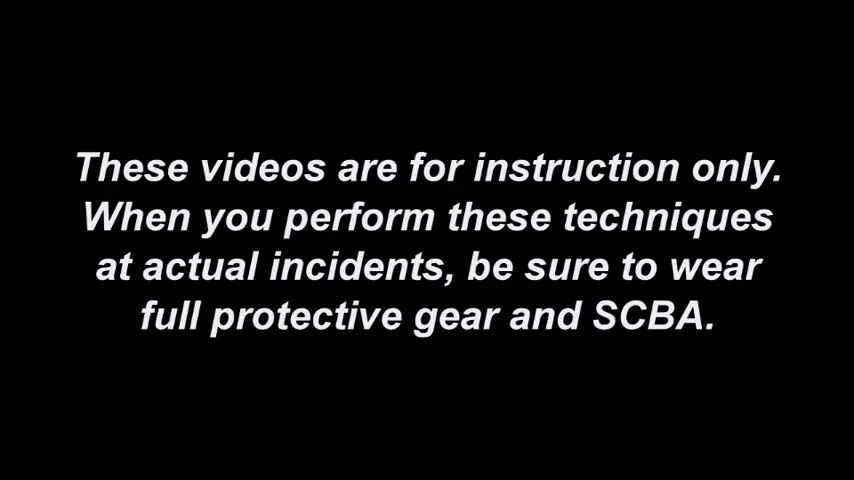 These videos are for instruction only.
When you perform these techniques
at actual incidents, be sure to wear
full protective gear and SCBA.